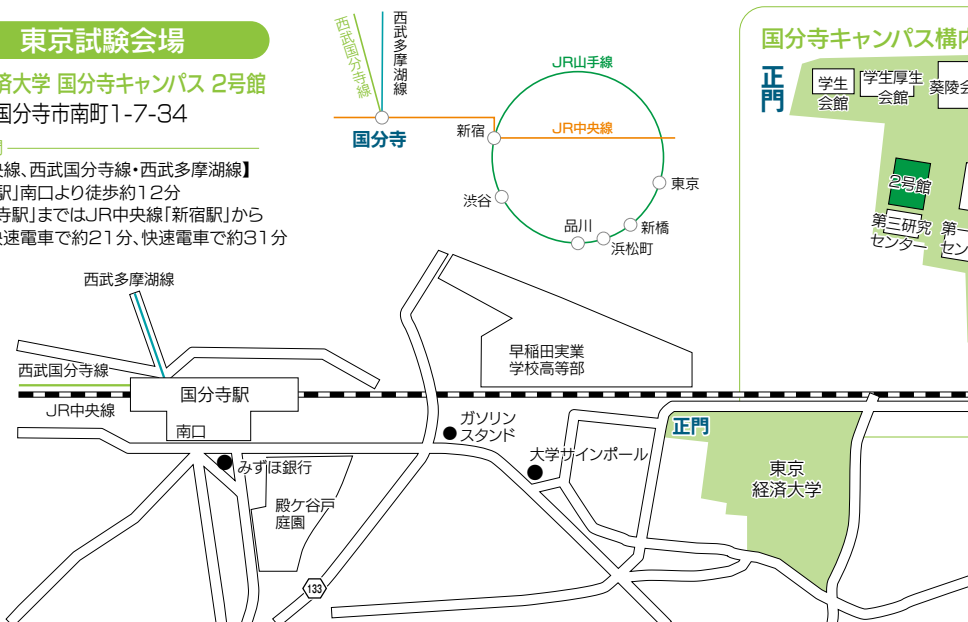 東京試験会場
済大学 国分寺キャンパス 2号館
国分寺市南町1-7-34
央線、西武国分寺線・西武多摩湖線】
駅」南口より徒歩約12分
寺駅」まではJR中央線「新宿駅」から
快速電車で約21分、快速電車で約31分
西武国分寺線
西武多摩湖線
国分寺
JR山手線
新宿
JR中央線
渋谷
東京
品川
新橋
浜松町
国分寺キャンパス構内
正門
学生
会館
学生厚生
会館
葵陵会
2号館
第三研究
センター
第一
セン
西武多摩湖線
西武国分寺線
JR中央線
国分寺駅
南口
早稲田実業
学校高等部
ガソリン
スタンド
大学サインポール
みずほ銀行
殿ケ谷戸
庭園
133
正門
東京
経済大学